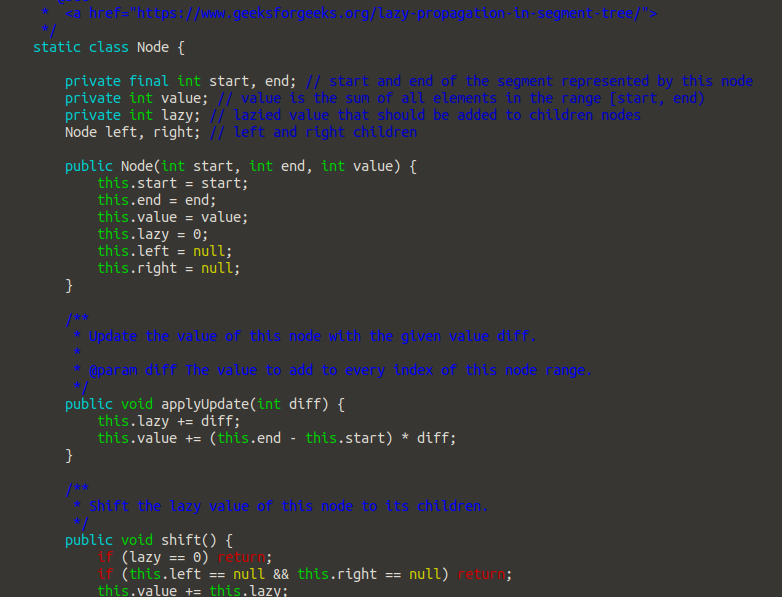 * <a href="https://www.geeksforgeeks.org/lazy-propagation-in-segment-tree/">
*/
static class Node {
private final int start, end; // start and end of the segment represented by this node
private int value; // value is the sum of all elements in the range [start, end)
private int lazy; // lazied value that should be added to children nodes
Node left, right; // left and right children
public Node(int start, int end, int value) {
this.start = start;
this.end = end;
this.value = value;
this.lazy = 0;
this.left = null;
this.right = null;
}
/**
* Update the value of this node with the given value diff.
*
* @param diff The value to add to every index of this node range.
*/
public void applyUpdate(int diff) {
this.lazy += diff;
this.value += (this.end - this.start) * diff;
}
/**
* Shift the lazy value of this node to its children.
*/
public void shift() {
if (lazy == 0) return;
if (this.left == null && this.right == null) return;
this.value += this.lazy;